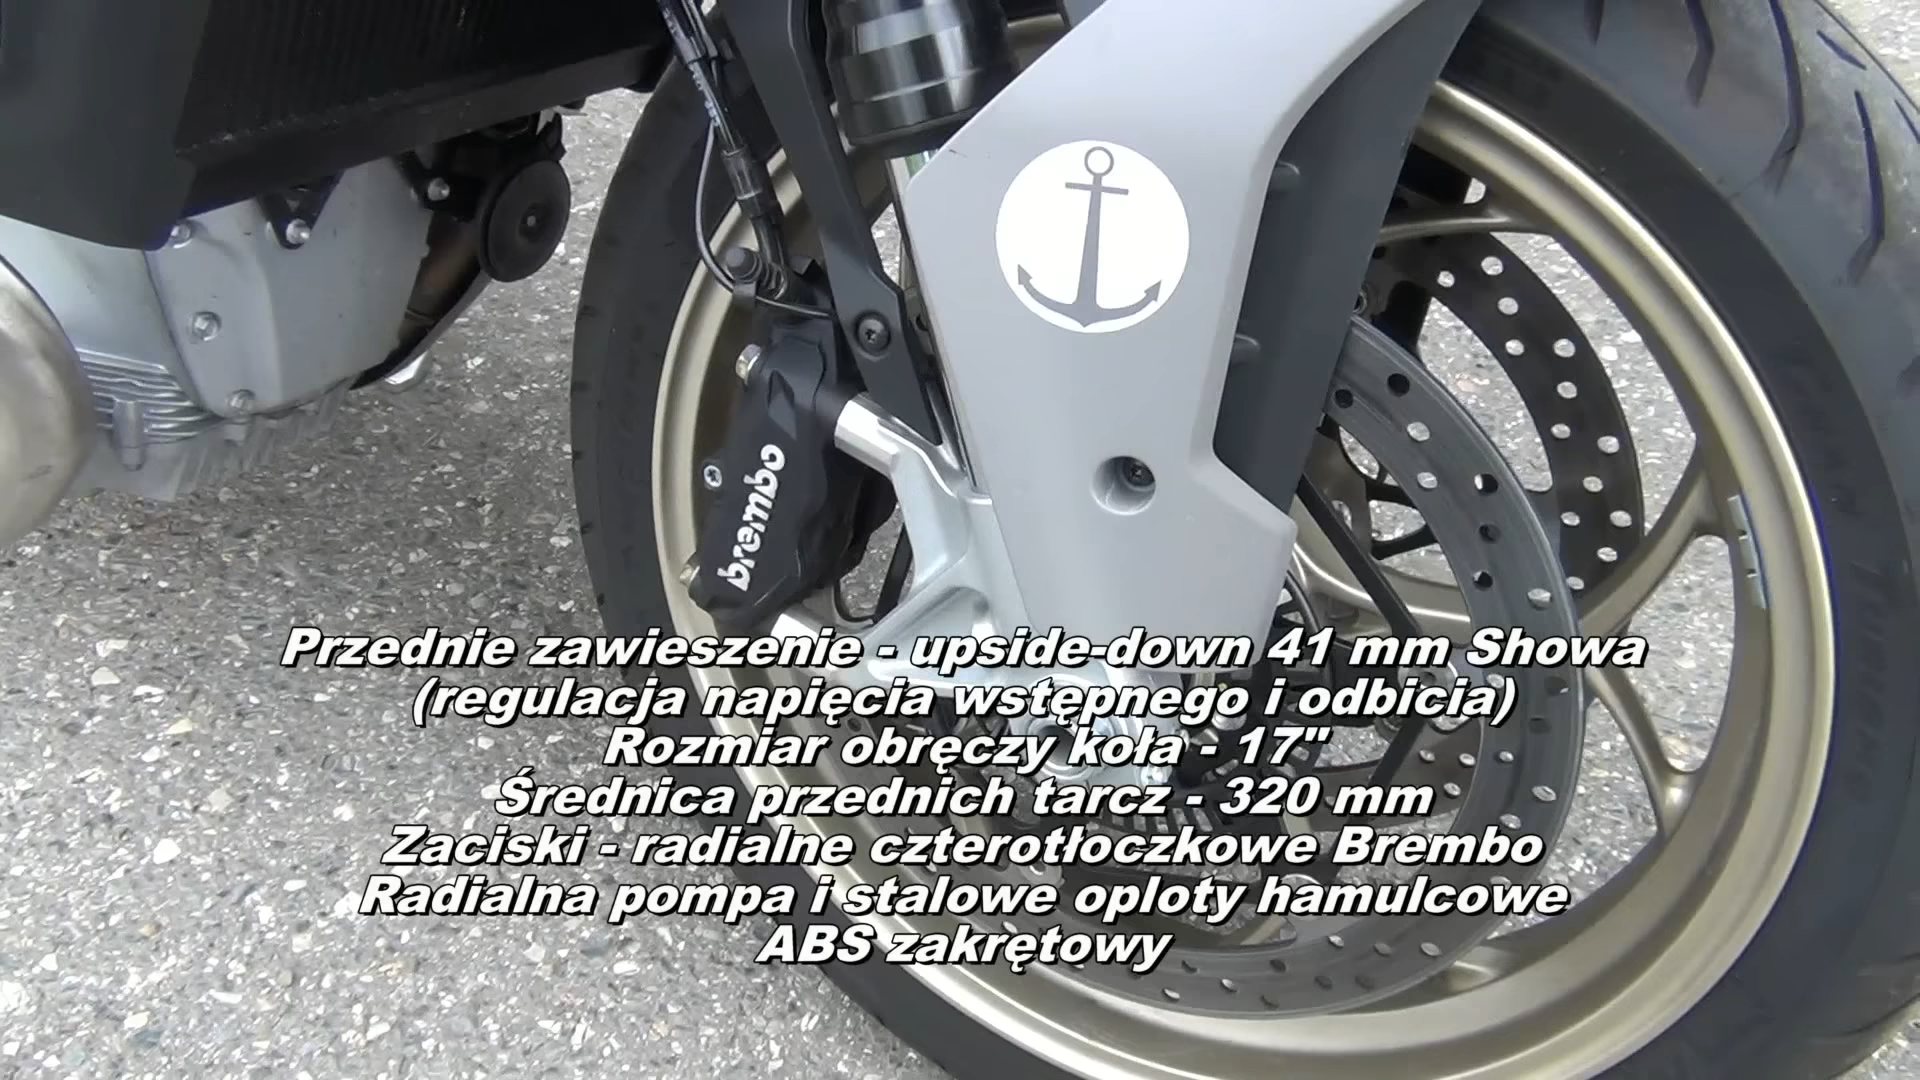 brembo
Przednie zawieszenie - upside-down 41 mm Showa
(regulacja napięcia wstępnego i odbicia)
Rozmiar obręczy koła - 17"
Średnica przednich tarcz - 320 mm
Zaciski - radialne czterotłoczkowe Brembo
Radialna pompa i stalowe oploty hamulcowe
ABS zakrętowy